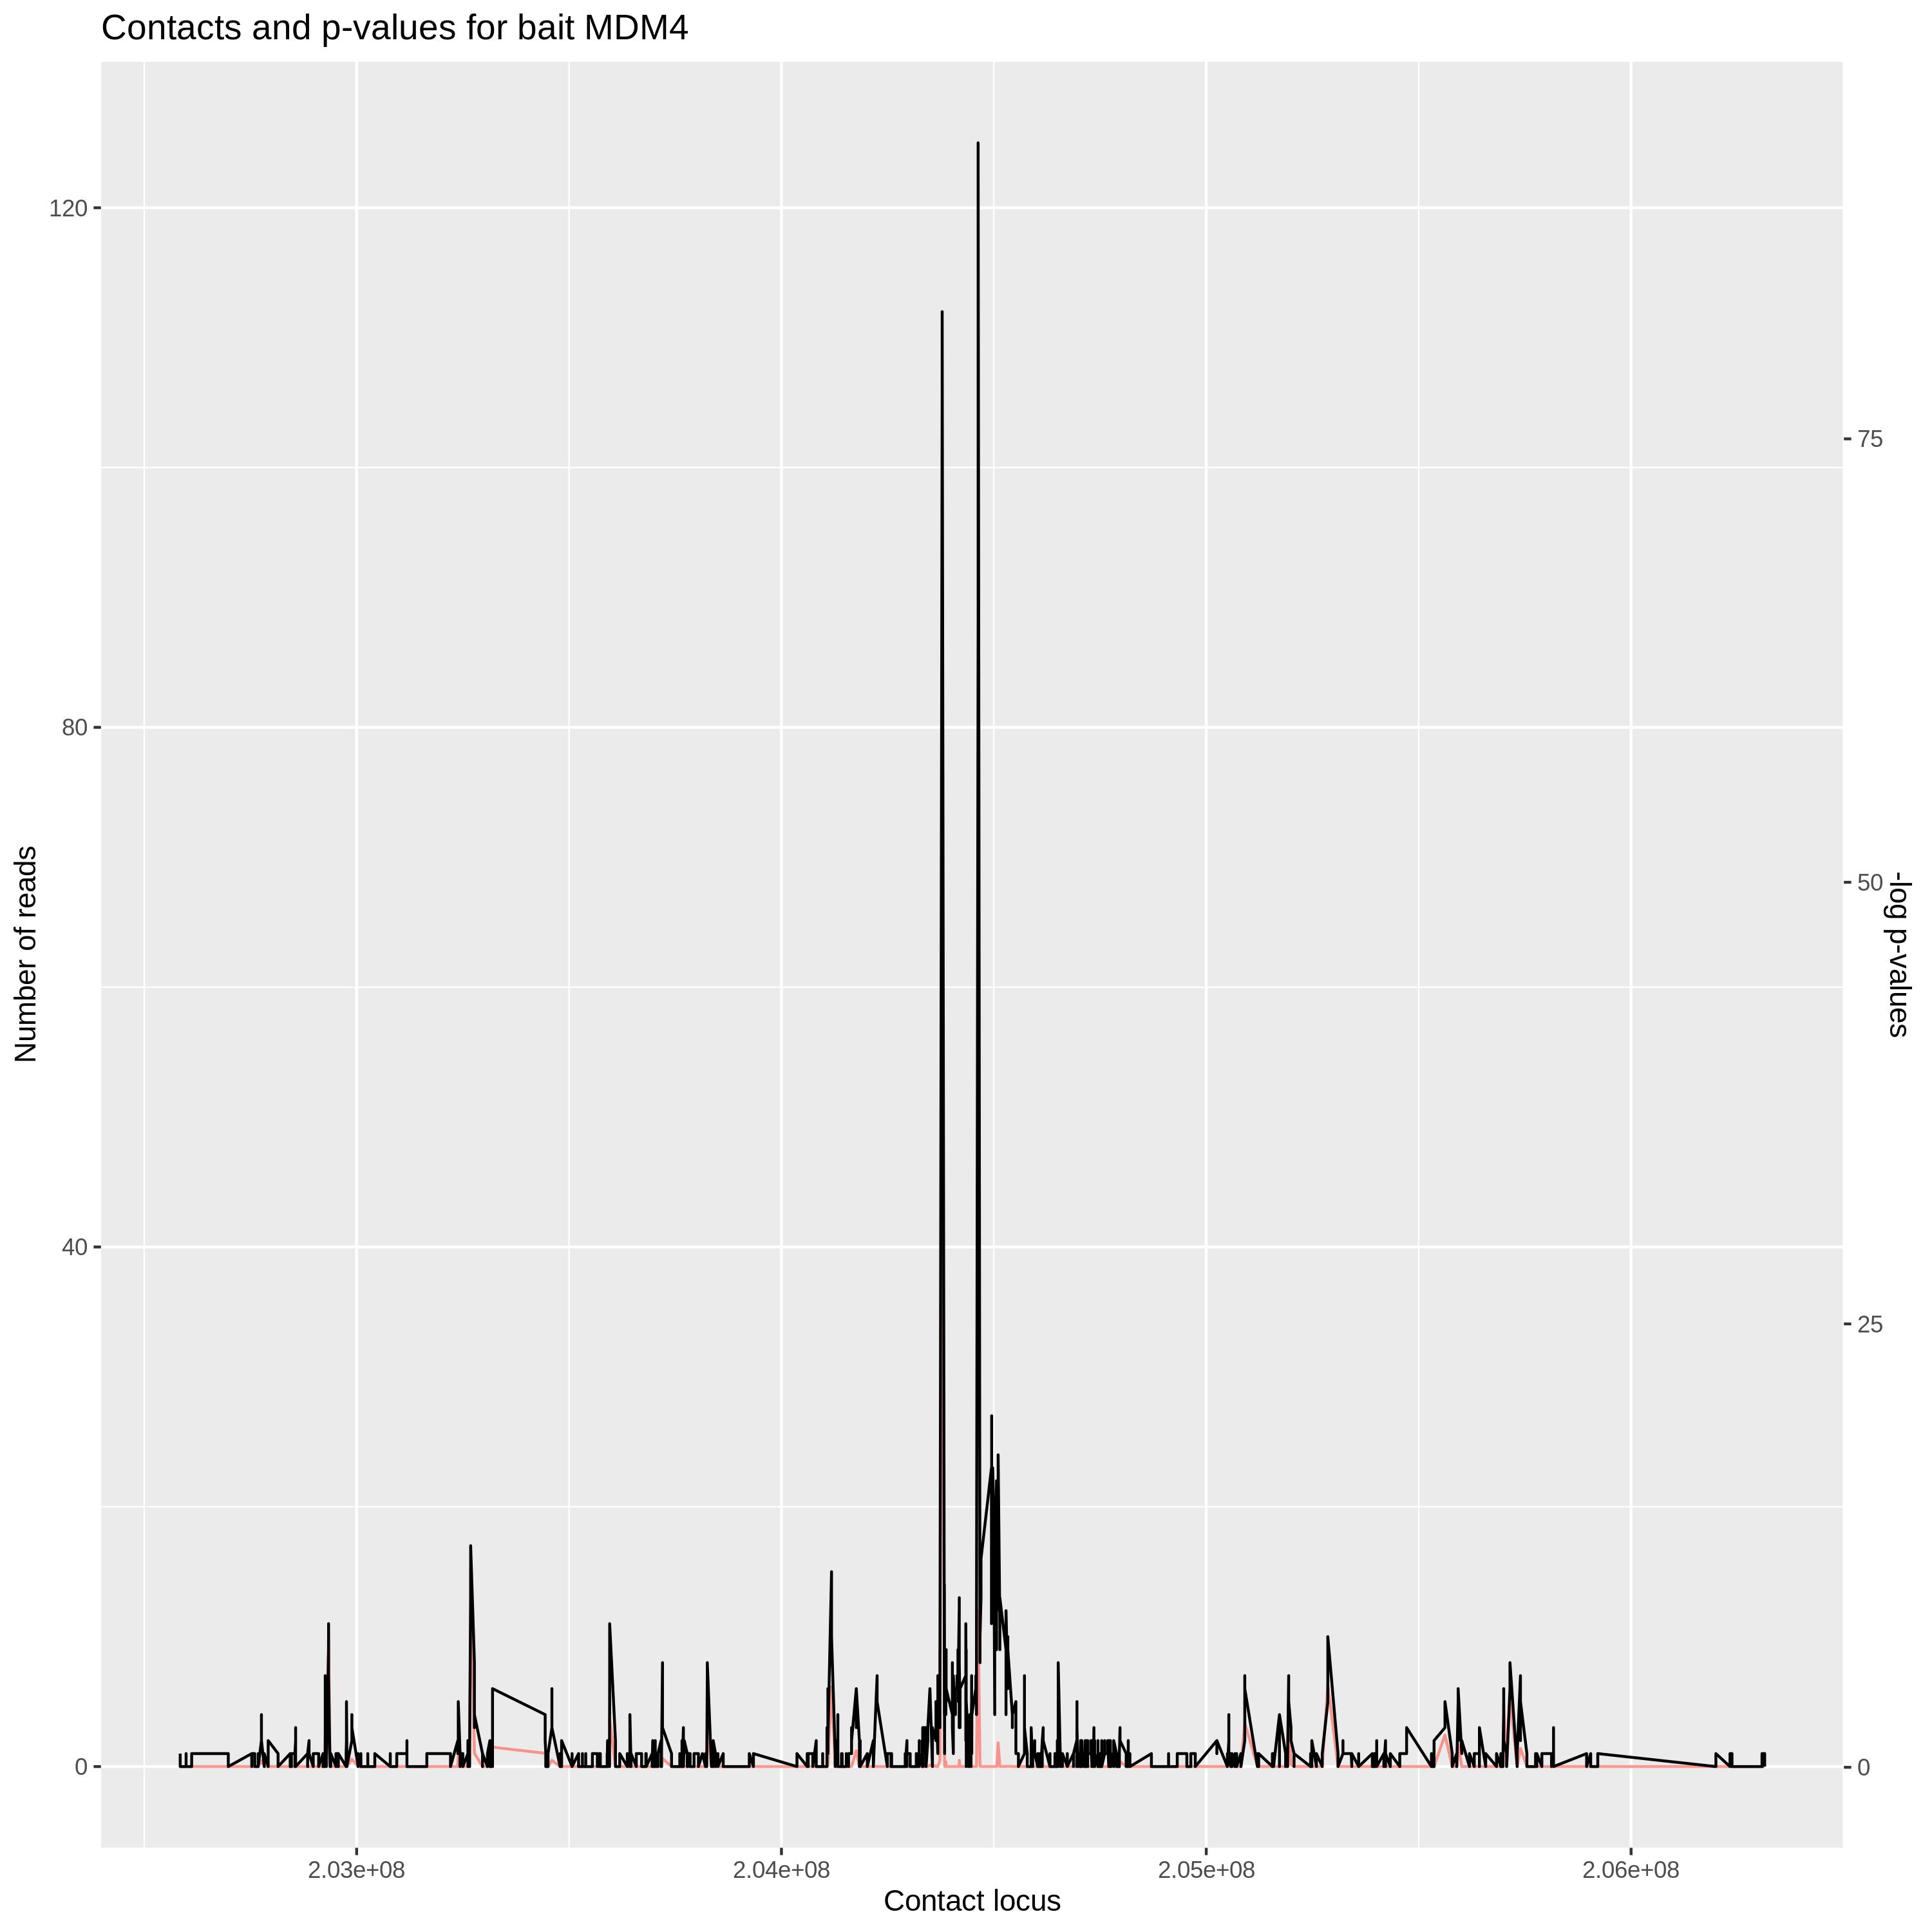 Contacts and p-values for bait MDM4
120
80
40
0
Number of reads
75
50
25
0
-log p-values
2.03e+08
2.04e+08
2.05e+08
2.06e+08
Contact locus